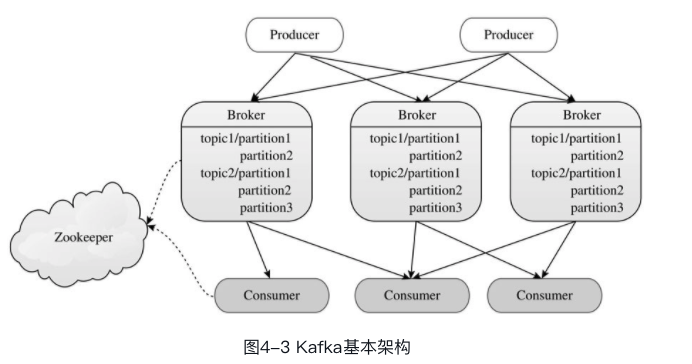 Producer
Producer
Broker
topic1/partition1
partition2
topic2/partition1
partition2
partition3
Broker
topic1/partition1
partition2
topic2/partition1
partition2
partition3
Broker
topic1/partition1
partition2
topic2/partition1
partition2
partition3
Zookeeper
Consumer
Consumer
Consumer
图4–3 Kafka基本架构